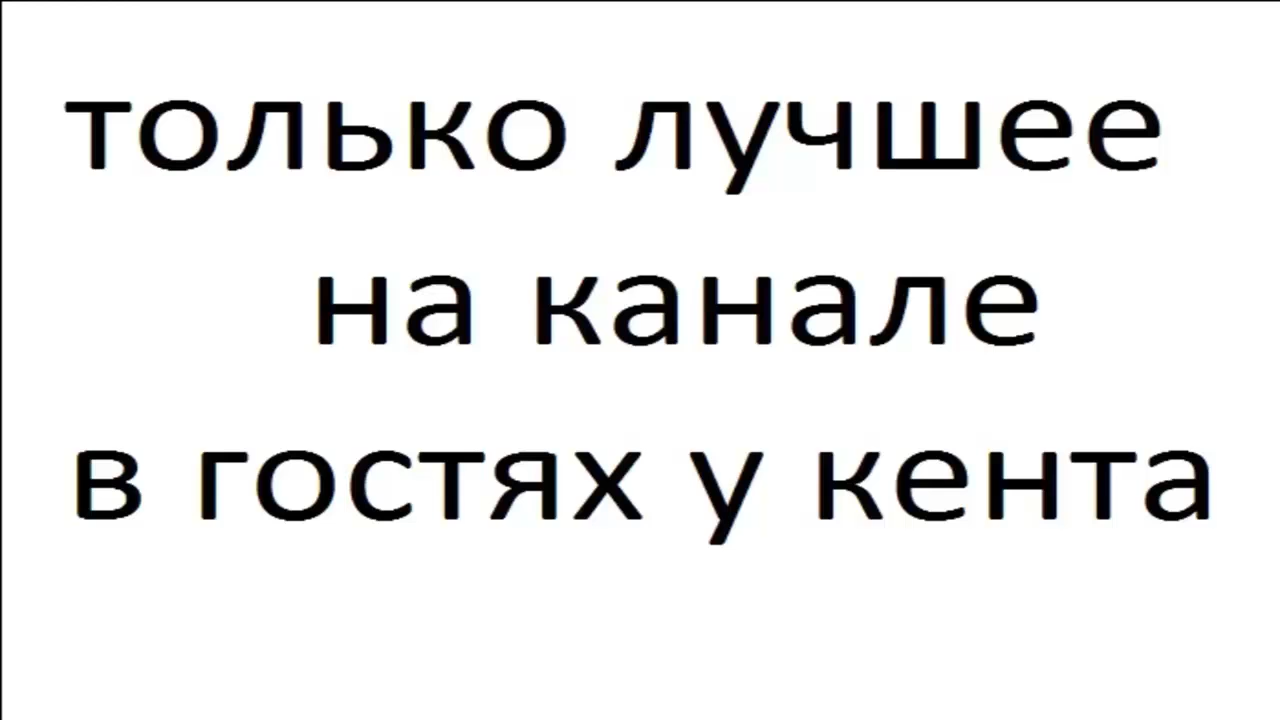 только лучшее
на канале
в гостях у кента